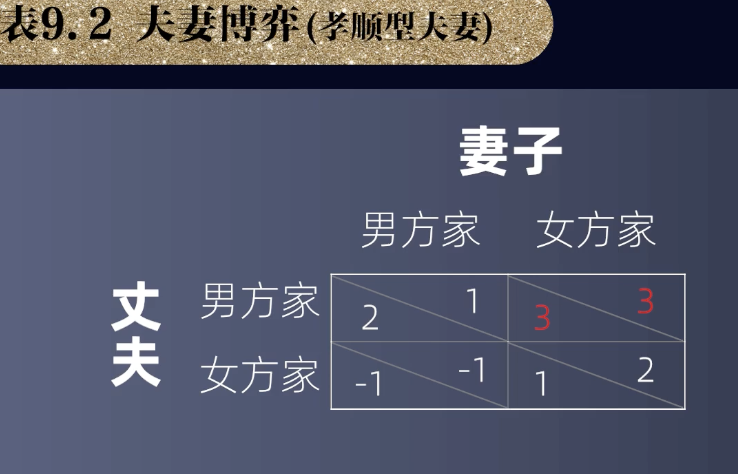 表9.2 夫妻博弈(孝顺型夫妻)
妻子
男方家 女方家
丈夫
男方家 2 1 3 3
女方家 -1 -1 1 2